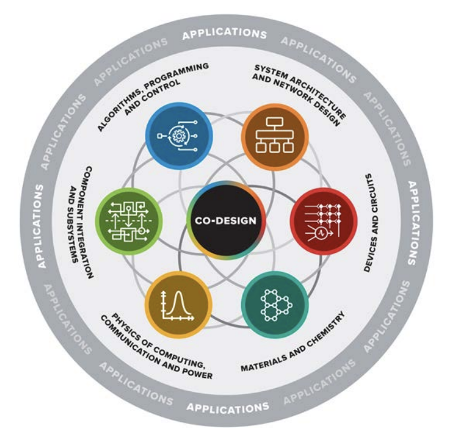 APPLICATIONS
APPLICATIONS
APPLICATIONS
APPLICATIONS
APPLICATIONS
APPLICATIONS
APPLICATIONS
APPLICATIONS
APPLICATIONS
APPLICATIONS
APPLICATIONS
APPLICATIONS
ALGORITHMS, PROGRAMMING
AND CONTROL
SYSTEM ARCHITECTURE
AND NETWORK DESIGN
COMPONENT INTEGRATION
AND SUBSYSTEMS
CO-DESIGN
DEVICES AND CIRCUTS
PHYSICS OF COMPUTING,
COMMUNICATION AND POWER
MATERIALS AND CHEMISTRY